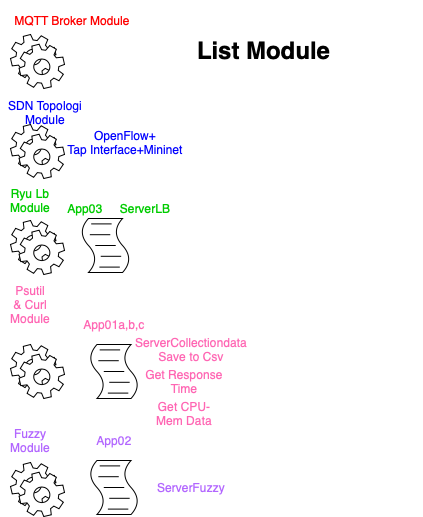 MQTT Broker Module
List Module
SDN Topologi
Module
OpenFlow+
Tap Interface+Mininet
Ryu Lb
Module
App03
ServerLB
Psutil
& Curl
Module
App01a,b,c
ServerCollectiondata
Save to Csv
Get Response
Time
Get CPU-
Mem Data
Fuzzy
Module
App02
ServerFuzzy